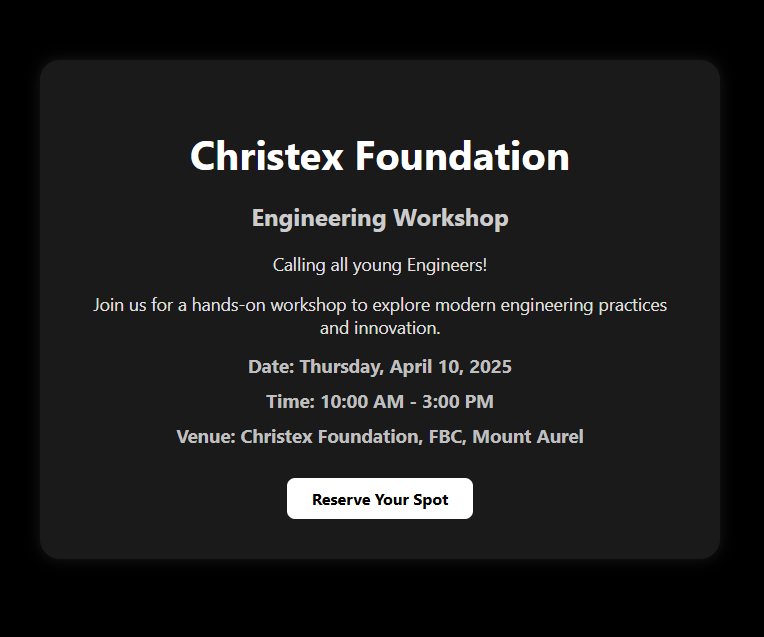 Christex Foundation
Engineering Workshop
Calling all young Engineers!
Join us for a hands-on workshop to explore modern engineering practices
and innovation.
Date: Thursday, April 10, 2025
Time: 10:00 AM - 3:00 PM
Venue: Christex Foundation, FBC, Mount Aurel
Reserve Your Spot